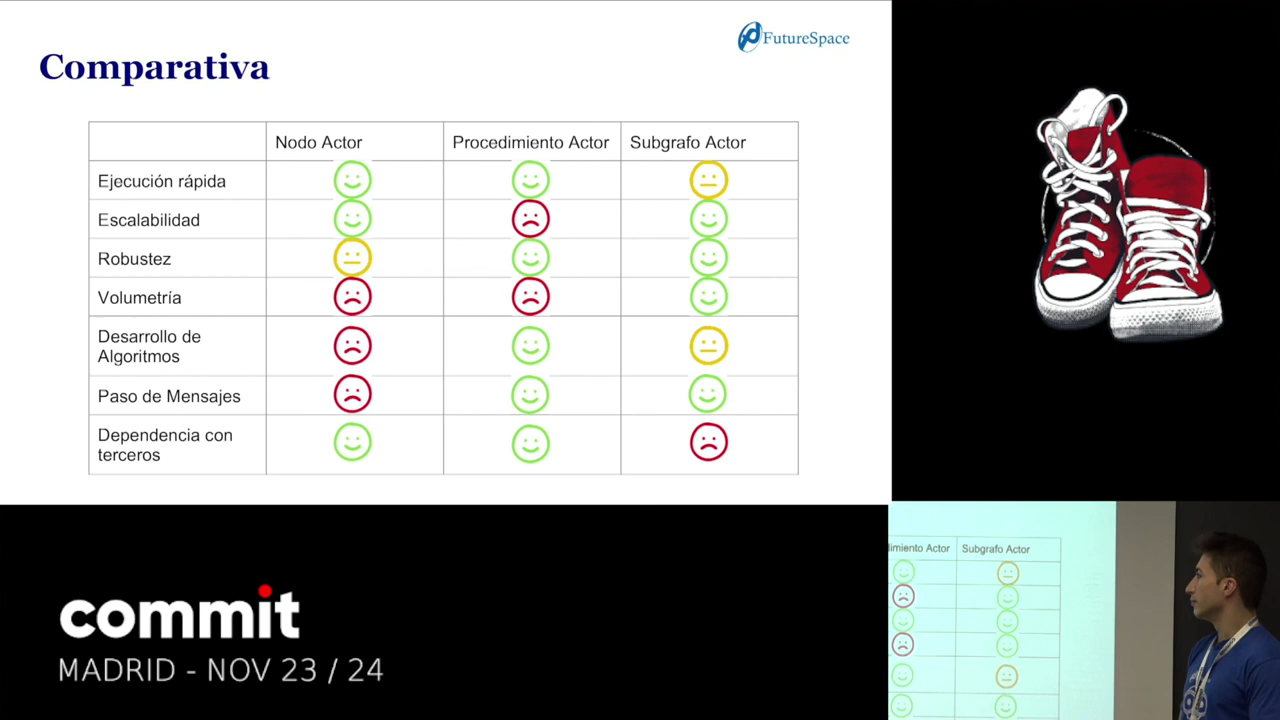 FutureSpace
Comparativa
Nodo Actor
Procedimiento Actor
Subgrafo Actor
Ejecución rápida
Escalabilidad
Robustez
Volumetría
Desarrollo de
Algoritmos
Paso de Mensajes
Dependencia con
terceros
commit
MADRID - NOV 23 / 24
limiento Actor
Subgrafo Actor